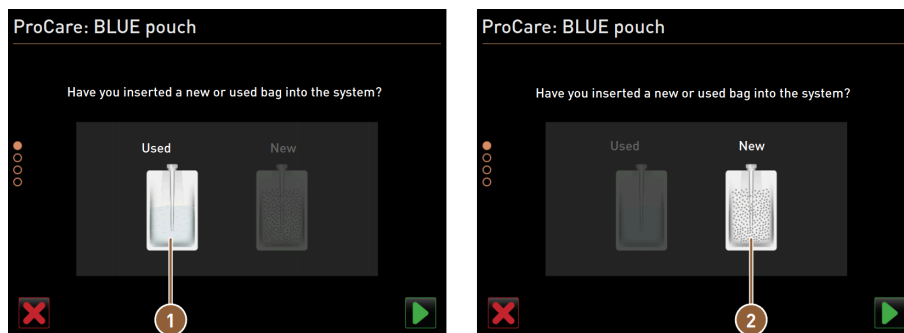 ProCare: BLUE pouch
Have you inserted a new or used bag into the system?
Used New
1
ProCare: BLUE pouch
Have you inserted a new or used bag into the system?
Used New
2